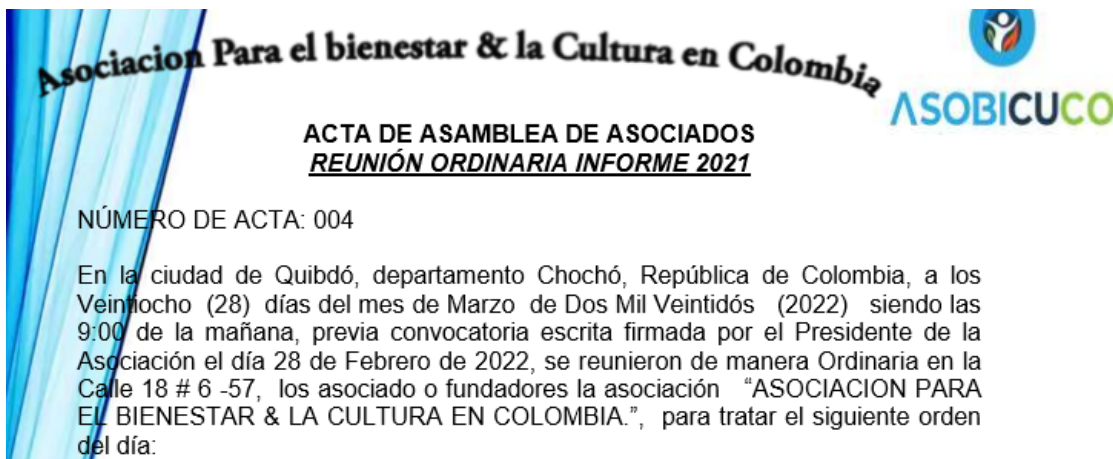 Asociacion Para el bienestar & la Cultura en Colombia
ASOBICUCO
ACTA DE ASAMBLEA DE ASOCIADOS
REUNIÓN ORDINARIA INFORME 2021
NÚMERO DE ACTA: 004
En la ciudad de Quibdó, departamento Chochó, República de Colombia, a los
Veintiocho (28) días del mes de Marzo de Dos Mil Veintidós (2022) siendo las
9:00 de la mañana, previa convocatoria escrita firmada por el Presidente de la
Asociación el día 28 de Febrero de 2022, se reunieron de manera Ordinaria en la
Calle 18 # 6 -57, los asociado o fundadores la asociación “ASOCIACION PARA
EL BIENESTAR & LA CULTURA EN COLOMBIA.”, para tratar el siguiente orden
del día: